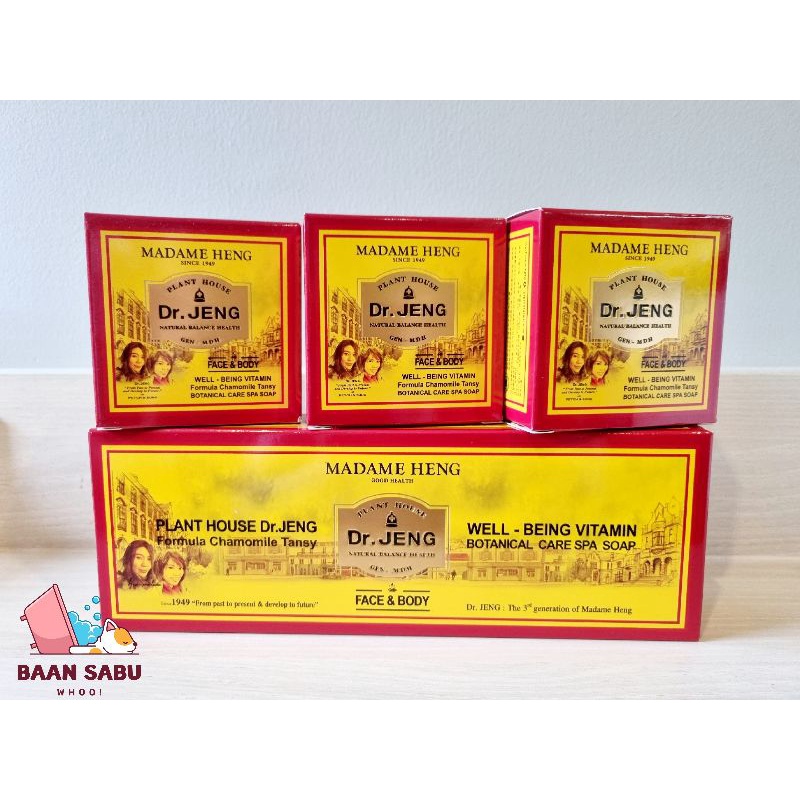 MADAME HENG
SINCE 1949
PLANT HOUSE
Dr. JENG
NATURAL BALANCE HEALTH
GEN - MDH
FACE & BODY
WELL - BEING VITAMIN
Formula Chamomile Tansy
BOTANICAL CARE SPA SOAP
MADAME HENG
SINCE 1949
PLANT HOUSE
Dr. JENG
NATURAL BALANCE HEALTH
GEN - MDH
FACE & BODY
WELL - BEING VITAMIN
Formula Chamomile Tansy
BOTANICAL CARE SPA SOAP
MADAME HENG
SINCE 1949
PLANT HOUSE
Dr. JENG
NATURAL BALANCE HEALTH
GEN - MDH
FACE & BODY
WELL - BEING VITAMIN
Formula Chamomile Tansy
BOTANICAL CARE SPA SOAP
MADAME HENG
GOOD HEALTH
PLANT HOUSE Dr.JENG
Formula Chamomile Tansy
PLANT HOUSE
Dr. JENG
NATURAL BALANCE HEALTH
GEN - MDH
WELL - BEING VITAMIN
BOTANICAL CARE SPA SOAP
Since 1949 "From past to present & develop to future"
FACE & BODY
Dr. JENG : The 3rd generation of Madame Heng
BAAN SABU
WHOO!